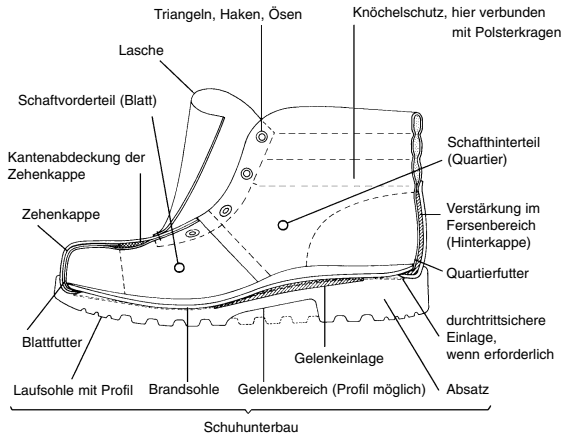 Triangeln, Haken, Ösen
Knöchelschutz, hier verbunden
mit Polsterkragen
Lasche
Schaftvorderteil (Blatt)
Schafthinterteil
(Quartier)
Kantenabdeckung der
Zehenkappe
Zehenkappe
Verstärkung im
Fersenbereich
(Hinterkappe)
Quartierfutter
Blattfutter
durchtrittsichere
Einlage,
wenn erforderlich
Gelenkeinlage
Laufsohle mit Profil
Brandsohle
Gelenkbereich (Profil möglich)
Absatz
Schuhunterbau